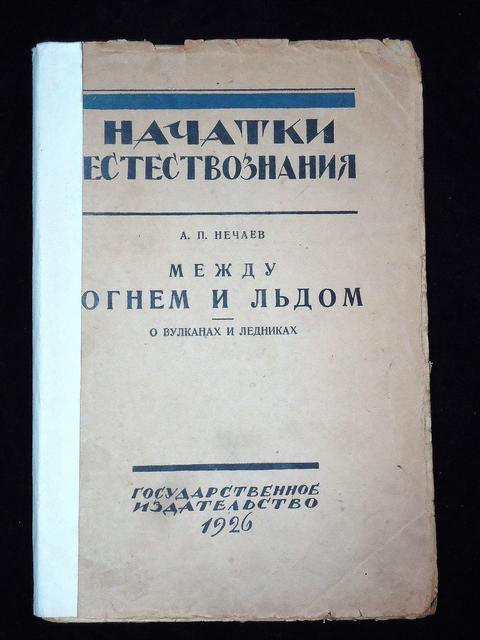 НАЧАТКИ
ЕСТЕСТВОЗНАНИЯ
А. П. НЕЧАЕВ
МЕЖДУ
ОГНЕМ И ЛЬДОМ
О ВУЛКАНАХ И ЛЕДНИКАХ
ГОСУДАРСТВЕННОЕ
ИЗДАТЕЛЬСТВО
1926